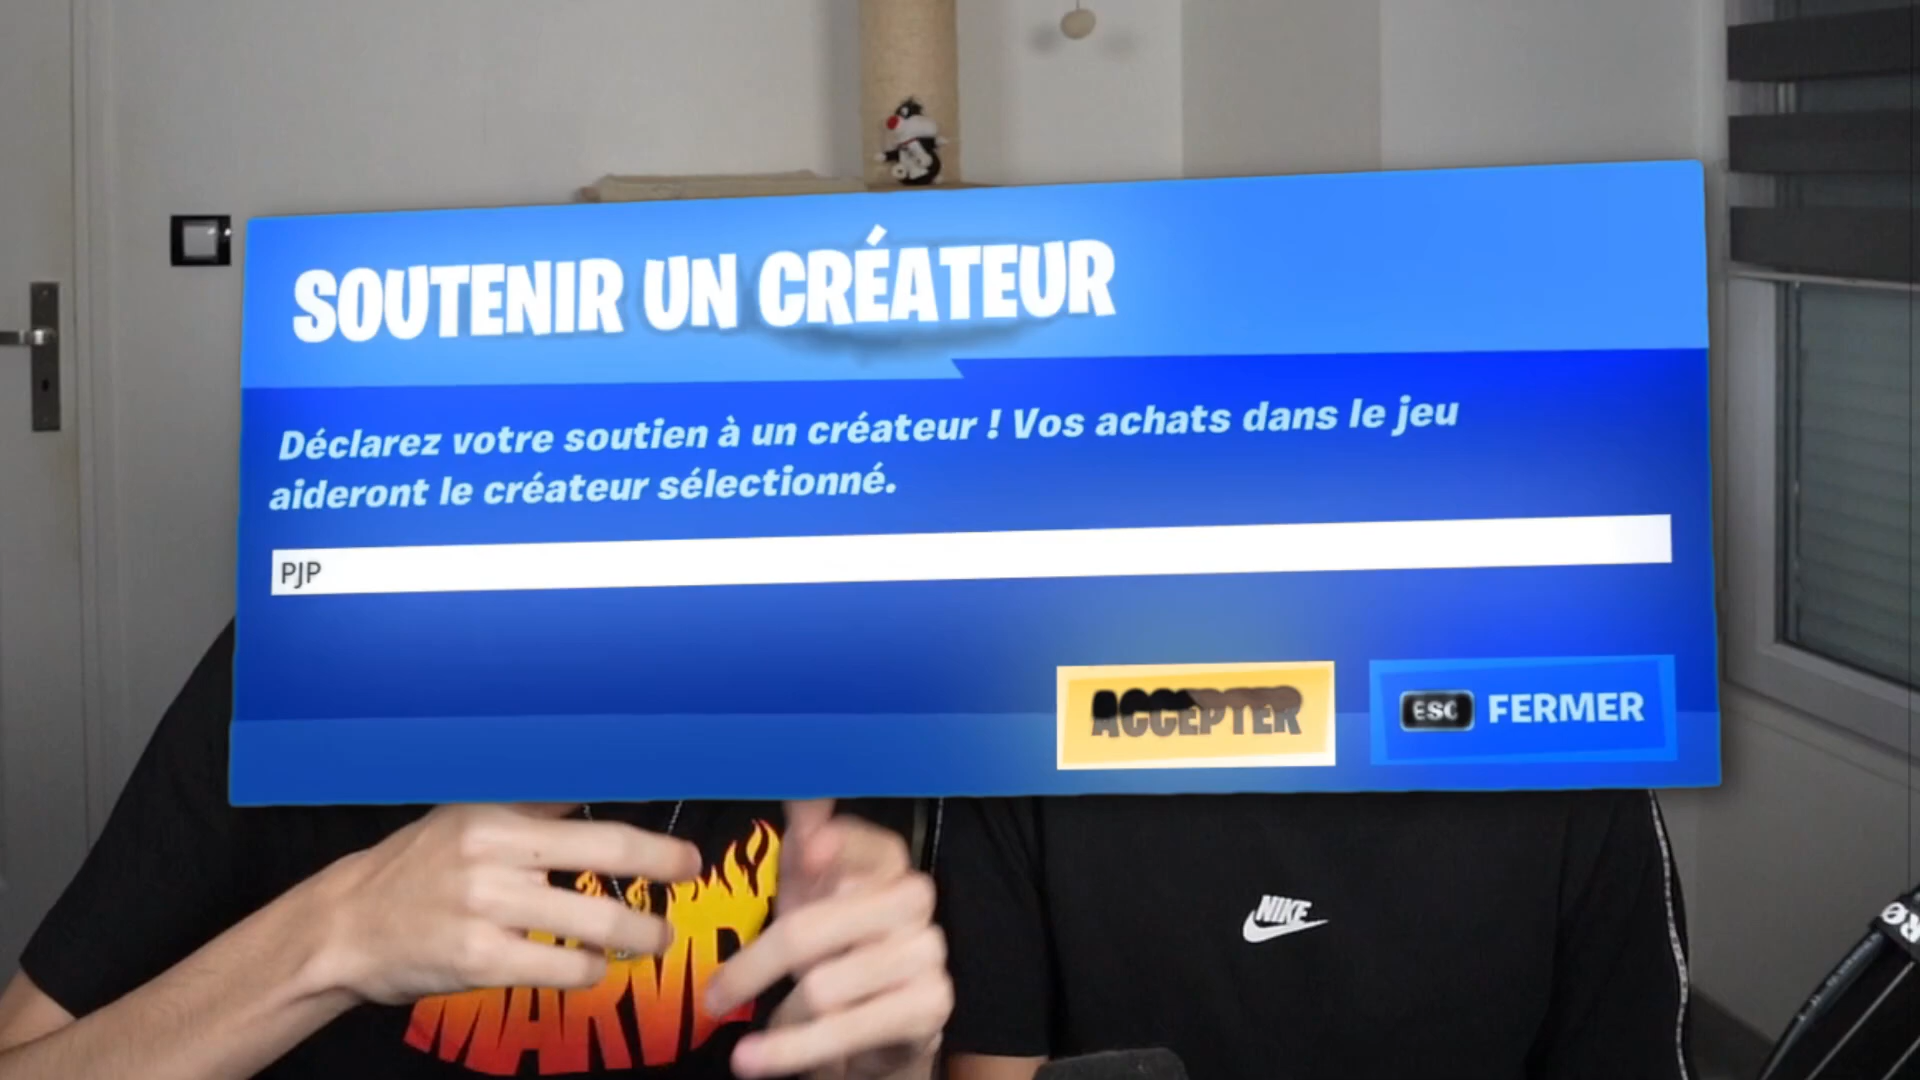 SOUTENIR UN CRÉATEUR
Déclarez votre soutien à un créateur ! Vos achats dans le jeu
aideront le créateur sélectionné.
PJP
ACCEPTER
ESC FERMER
NIKE